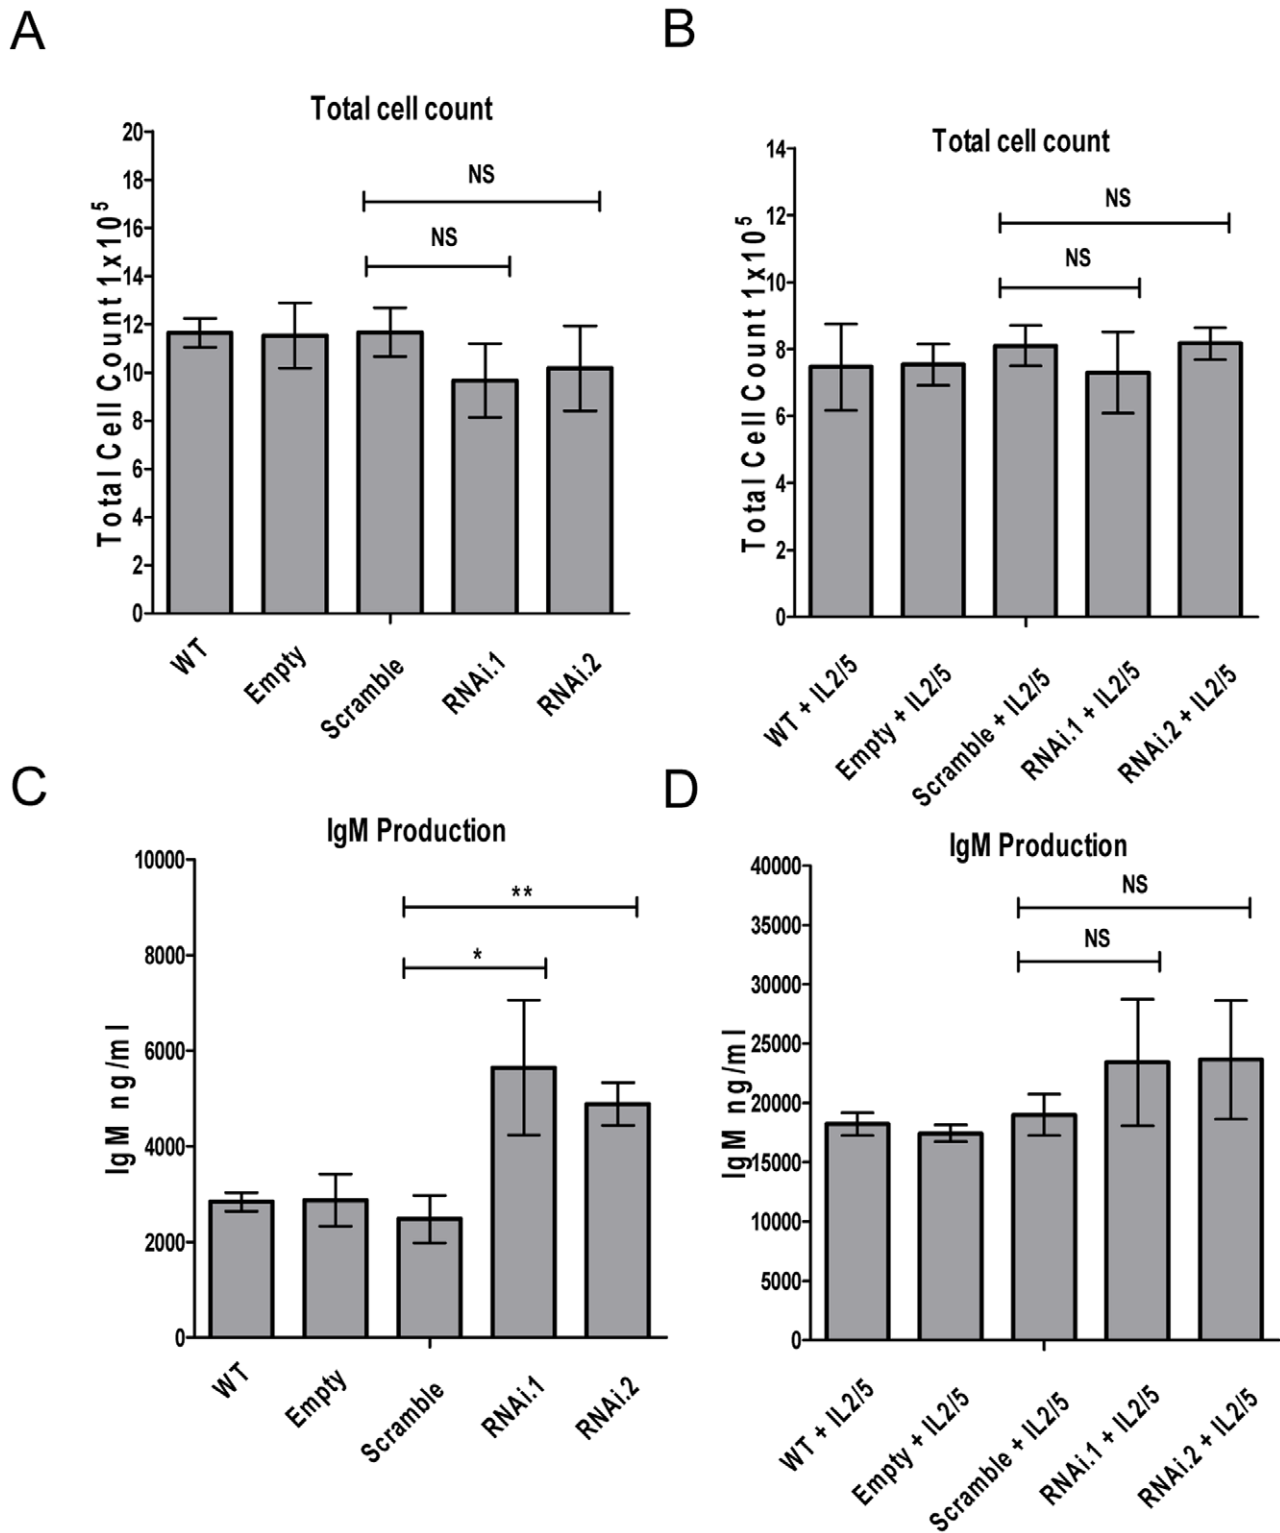 A
Total cell count
Total Cell Count 1x10⁵
20
18
16
14
12
10
8
6
4
2
0
NS
NS
WT
Empty
Scramble
RNAi.1
RNAi.2
B
Total cell count
Total Cell Count 1x10⁵
14
12
10
8
6
4
2
0
NS
NS
WT + IL2/5
Empty + IL2/5
Scramble + IL2/5
RNAi.1 + IL2/5
RNAi.2 + IL2/5
C
IgM Production
IgM ng/ml
10000
8000
6000
4000
2000
0
**
*
WT
Empty
Scramble
RNAi.1
RNAi.2
D
IgM Production
IgM ng/ml
40000
35000
30000
25000
20000
15000
10000
5000
0
NS
NS
WT + IL2/5
Empty + IL2/5
Scramble + IL2/5
RNAi.1 + IL2/5
RNAi.2 + IL2/5